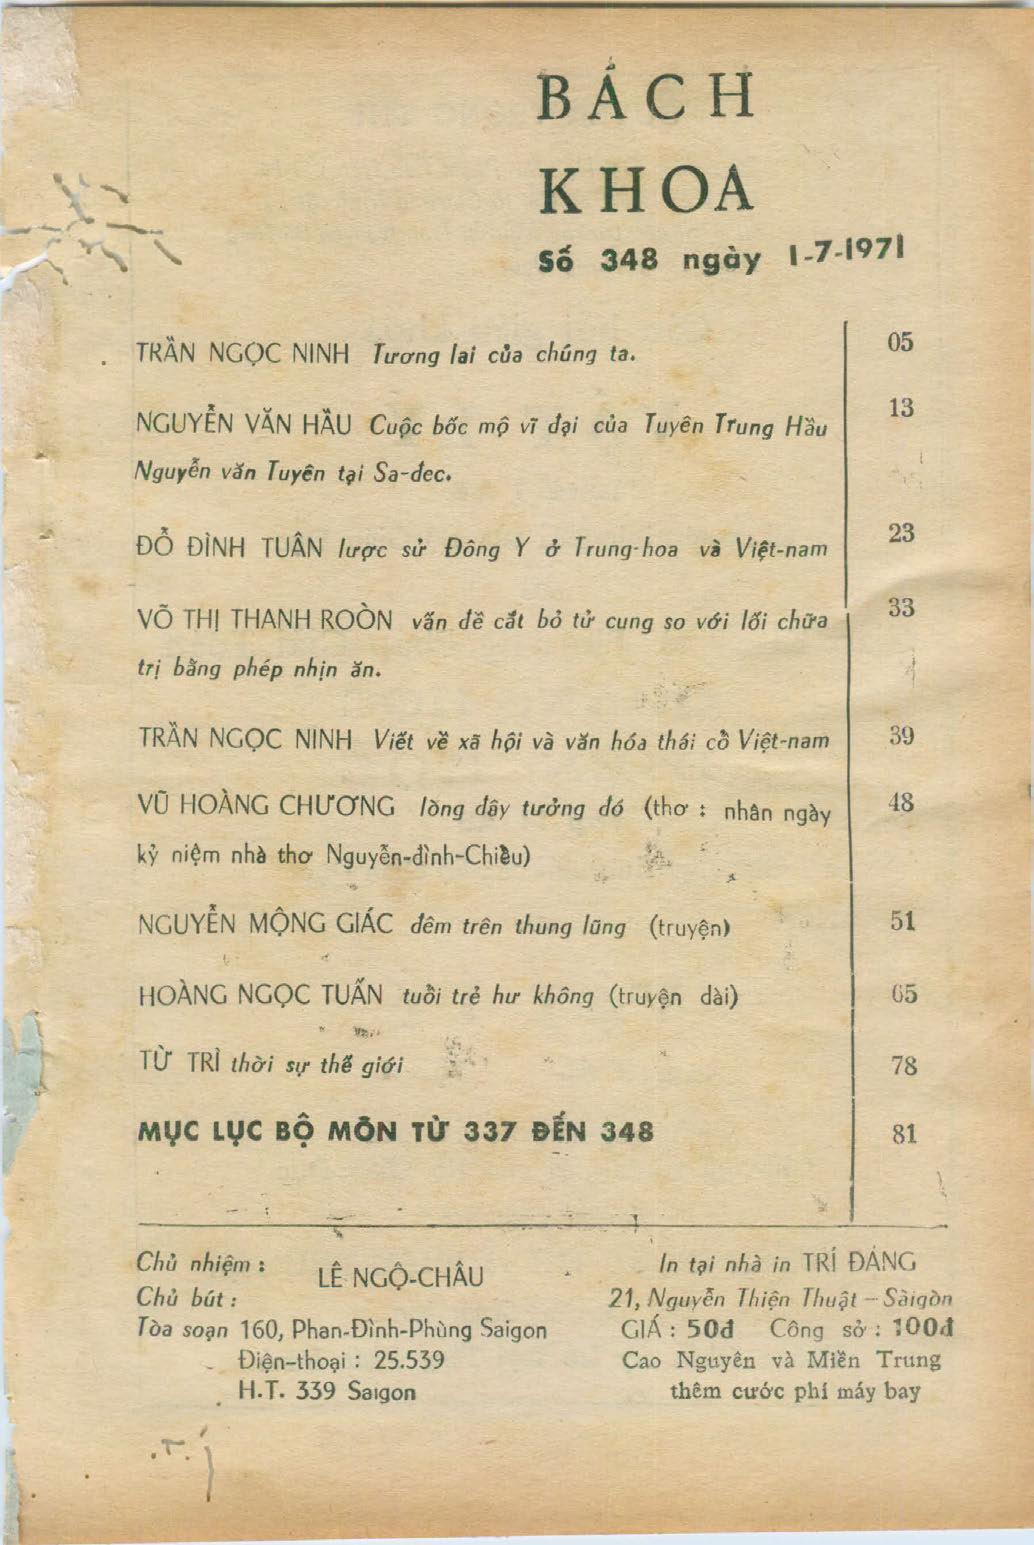 BÁCH
KHOA
Số 348 ngày 1-7-1971
TRẦN NGỌC NINH Tương lai của chúng ta. 05
NGUYỄN VĂN HẦU Cuộc bốc mộ vĩ đại của Tuyên Trung Hầu 13
Nguyễn văn Tuyên tại Sa-đec.
ĐỖ ĐÌNH TUÂN lược sử Đông Y ở Trung-hoa và Việt-nam 23
VÕ THỊ THANH ROÒN vấn đề cắt bỏ tử cung so với lối chữa 33
trị bằng phép nhịn ăn.
TRẦN NGỌC NINH Viết về xã hội và văn hóa thái cổ Việt-nam 39
VŨ HOÀNG CHƯƠNG lòng đây tưởng đó (thơ : nhân ngày 48
kỷ niệm nhà thơ Nguyễn-đình-Chiểu)
NGUYỄN MỘNG GIÁC đêm trên thung lũng (truyện) 51
HOÀNG NGỌC TUẤN tuổi trẻ hư không (truyện dài) 65
TỪ TRÌ thời sự thế giới 78
MỤC LỤC BỘ MÔN TỪ 337 ĐẾN 348 81
Chủ nhiệm :
LÊ NGỘ-CHÂU
Chủ bút :
Tòa soạn 160, Phan-Đình-Phùng Saigon
Điện-thoại : 25.539
H.T. 339 Saigon
In tại nhà in TRÍ ĐĂNG
21, Nguyễn Thiện Thuật – Sàigòn
GIÁ : 50đ Công sở : 100đ
Cao Nguyên và Miền Trung
thêm cước phí máy bay